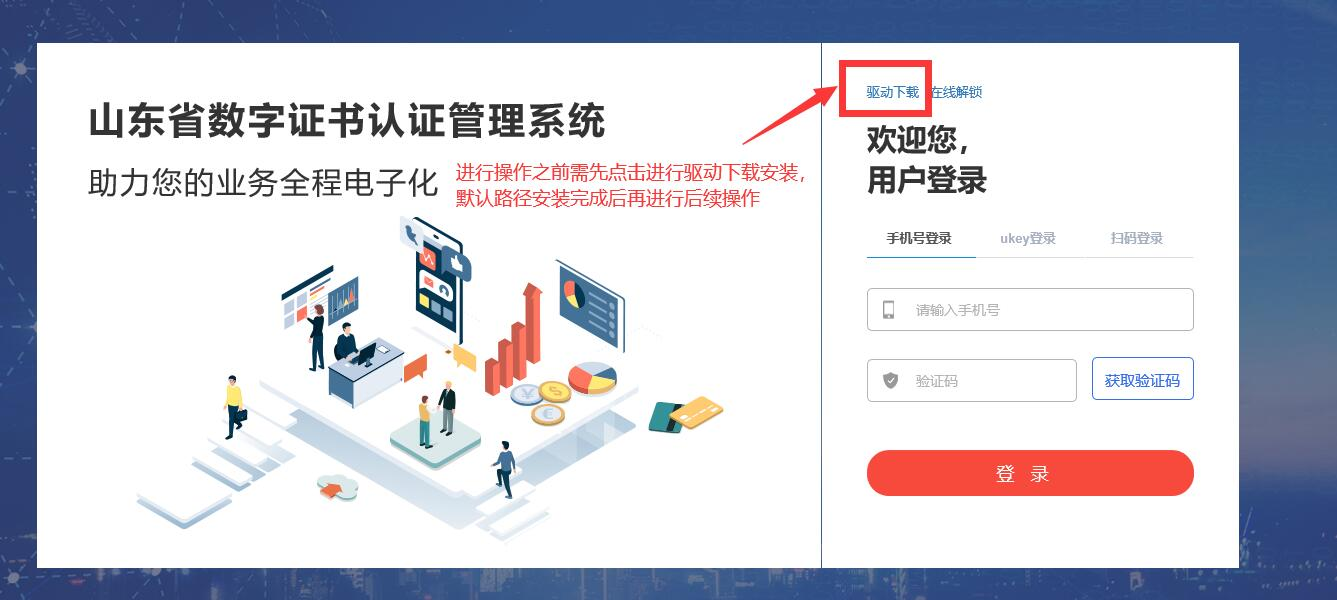 山东省数字证书认证管理系统
助力您的业务全程电子化
进行操作之前需先点击进行驱动下载安装，
默认路径安装完成后再进行后续操作
驱动下载 在线解锁
欢迎您，
用户登录
手机号登录 ukey登录 扫码登录
请输入手机号
验证码 获取验证码
登 录